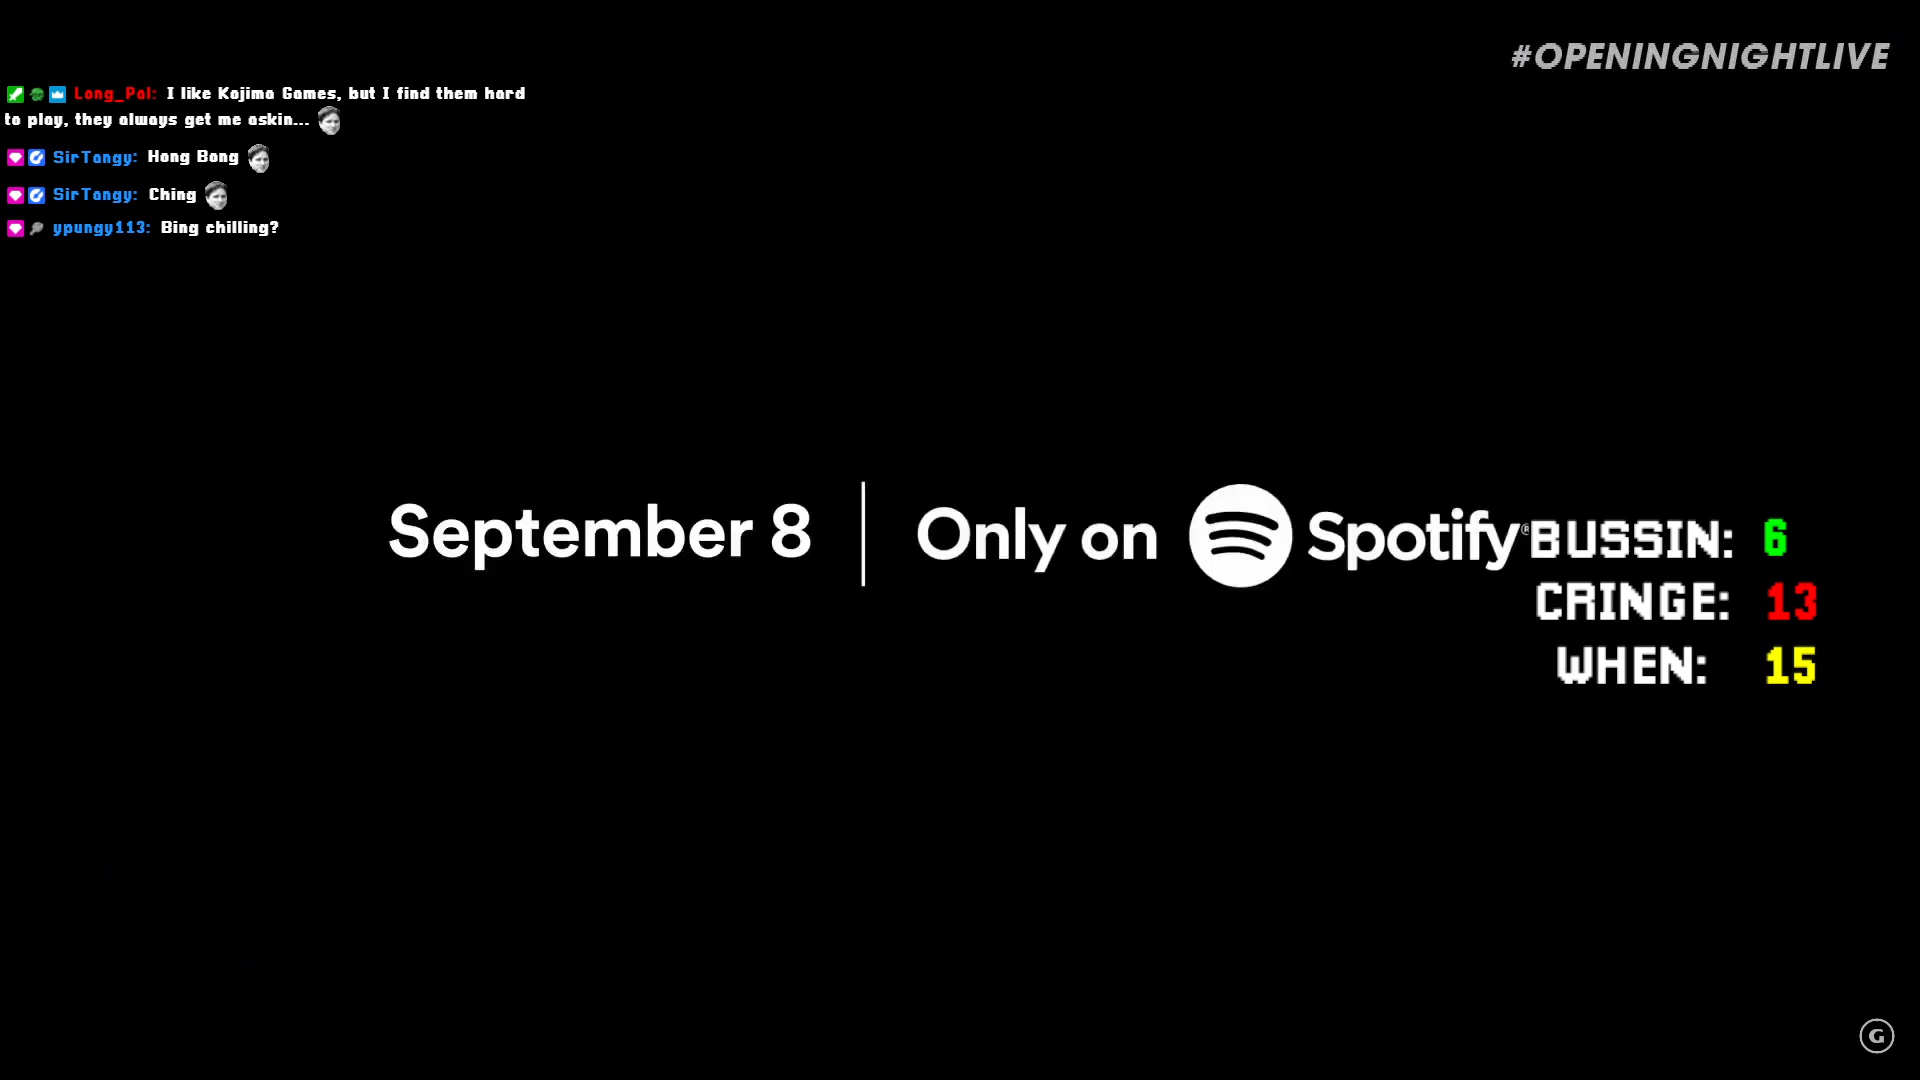 #OPENINGNIGHTLIVE
Long_Pal: I like Kojima Games, but I find them hard
to play, they always get me askin...
SirTangy: Hong Bong
SirTangy: Ching
ypungy113: Bing chilling?
September 8 | Only on Spotify®
BUSSIN: 6
CRINGE: 13
WHEN: 15
G